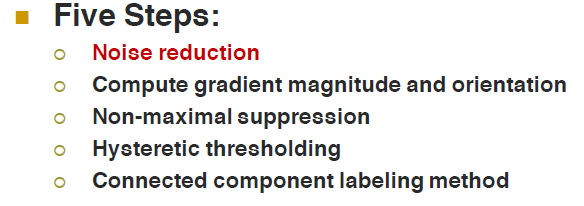 Five Steps:
Noise reduction
Compute gradient magnitude and orientation
Non-maximal suppression
Hysteretic thresholding
Connected component labeling method